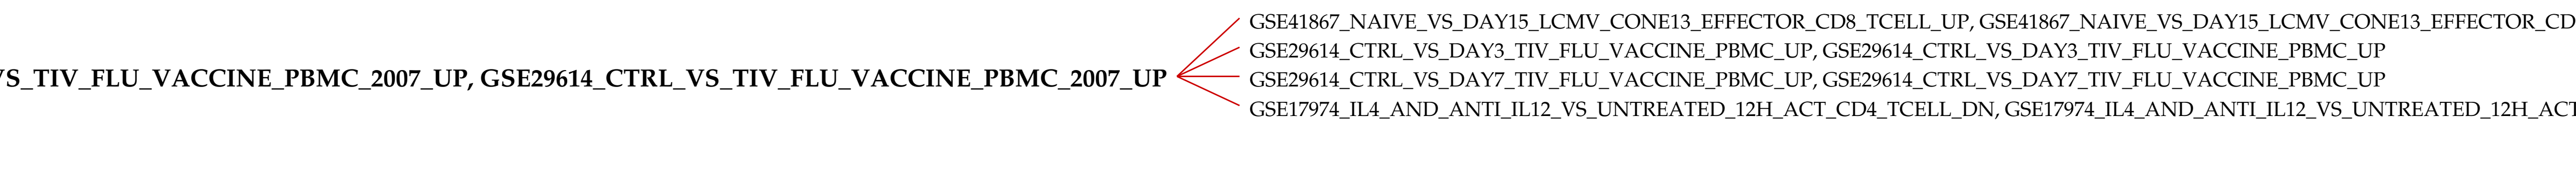 GSE41867_NAIVE_VS_DAY15_LCMV_CONE13_EFFECTOR_CD8_TCELL_UP, GSE41867_NAIVE_VS_DAY15_LCMV_CONE13_EFFECTOR_CD
GSE29614_CTRL_VS_DAY3_TIV_FLU_VACCINE_PBMC_UP, GSE29614_CTRL_VS_DAY3_TIV_FLU_VACCINE_PBMC_UP
VS_TIV_FLU_VACCINE_PBMC_2007_UP, GSE29614_CTRL_VS_TIV_FLU_VACCINE_PBMC_2007_UP
GSE29614_CTRL_VS_DAY7_TIV_FLU_VACCINE_PBMC_UP, GSE29614_CTRL_VS_DAY7_TIV_FLU_VACCINE_PBMC_UP
GSE17974_IL4_AND_ANTI_IL12_VS_UNTREATED_12H_ACT_CD4_TCELL_DN, GSE17974_IL4_AND_ANTI_IL12_VS_UNTREATED_12H_ACT